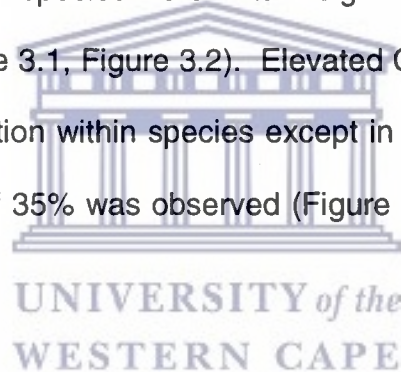 e 3.1, Figure 3.2). Elevated C
tion within species except in
35% was observed (Figure
UNIVERSITY of the
WESTERN CAPE